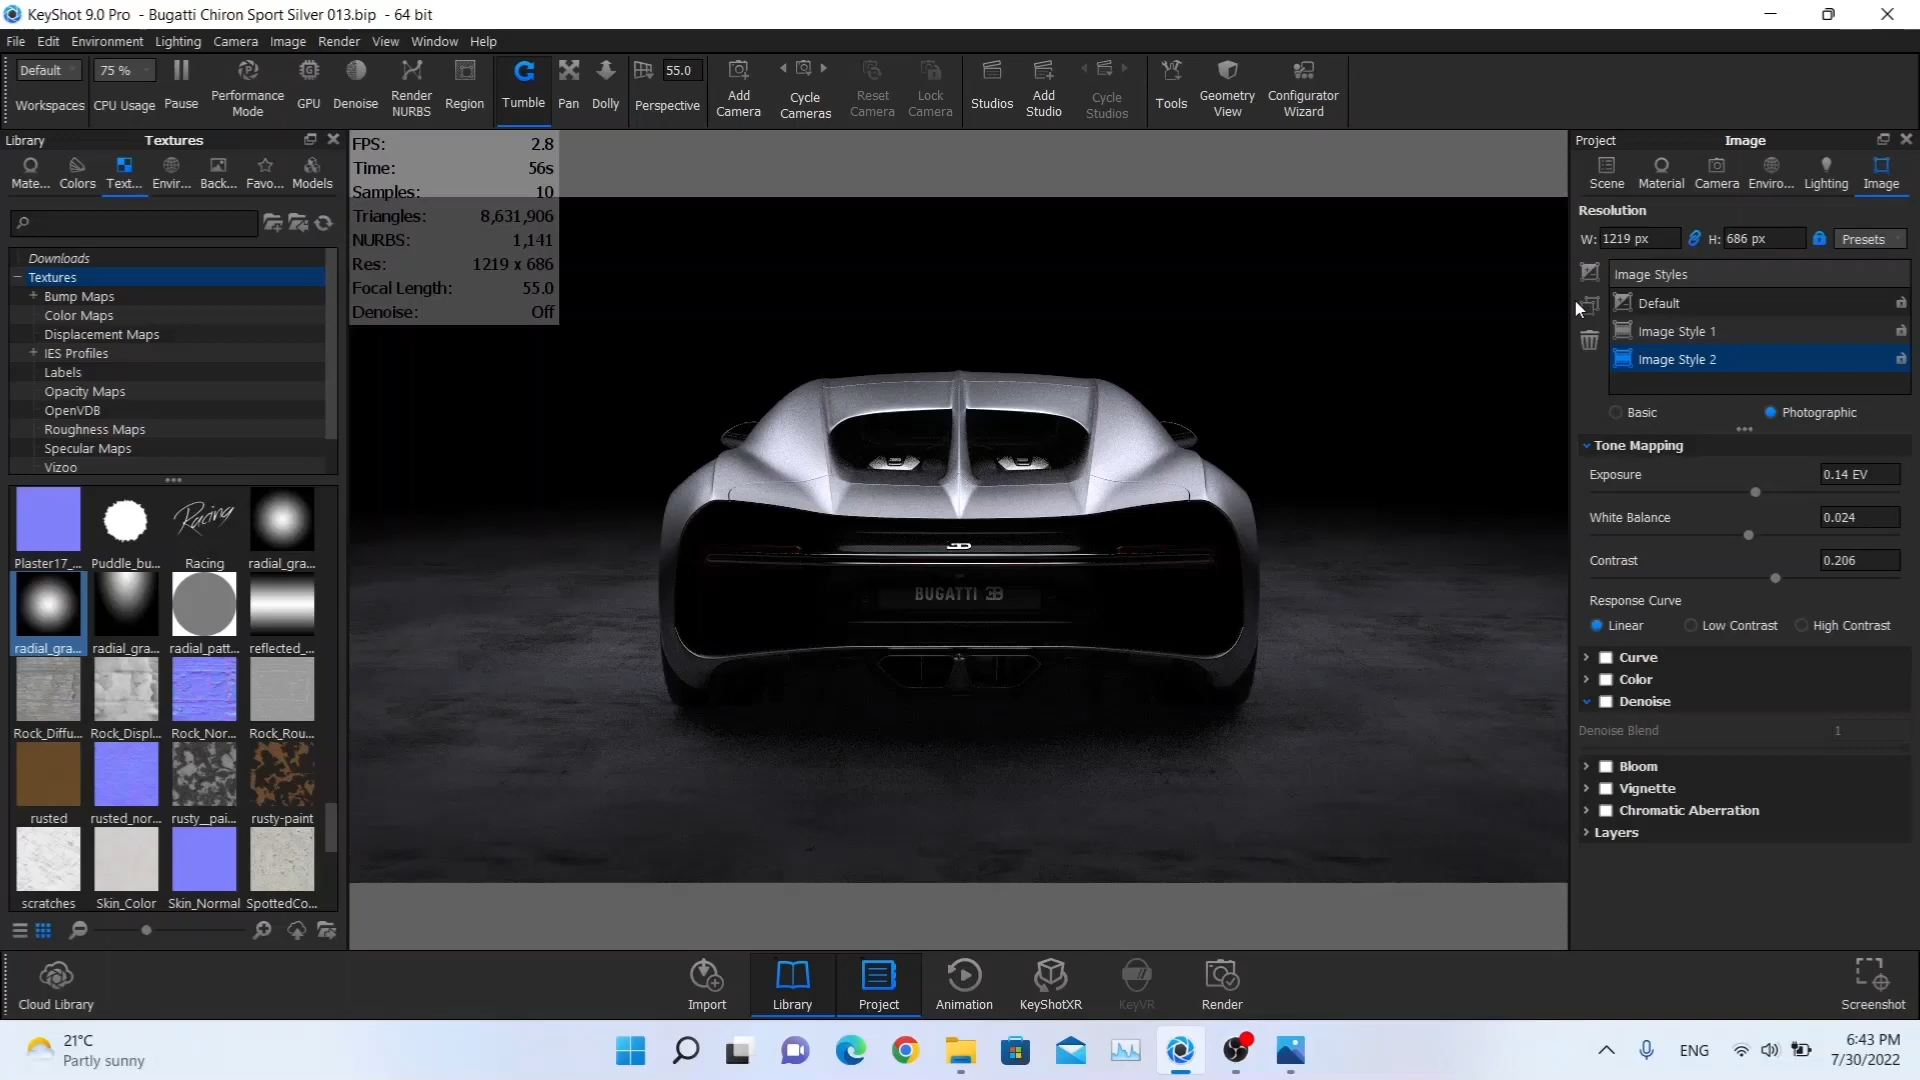 KeyShot 9.0 Pro - Bugatti Chiron Sport Silver 013.bip - 64 bit
File Edit Environment Lighting Camera Image Render View Window Help
Default 75 % 55.0
Workspaces CPU Usage Pause Performance Mode GPU Denoise Render NURBS Region Tumble Pan Dolly Perspective Add Camera Cycle Cameras Reset Camera Lock Camera Studios Add Studio Cycle Studios Tools Geometry View Configurator Wizard
Library Textures
Mate... Colors Text... Envir... Back... Favo... Models
Downloads
Textures
Bump Maps
Color Maps
Displacement Maps
IES Profiles
Labels
Opacity Maps
OpenVDB
Roughness Maps
Specular Maps
Vizoo
Racing
Plaster17_... Puddle_bu... Racing radial_gra...
radial_gra... radial_gra... radial_patt... reflected_...
Rock_Diffu... Rock_Displ... Rock_Nor... Rock_Rou...
rusted rusted_nor... rusty__pai... rusty-paint
scratches Skin_Color Skin_Normal SpottedCo...
FPS: 2.8
Time: 56s
Samples: 10
Triangles: 8,631,906
NURBS: 1,141
Res: 1219 x 686
Focal Length: 55.0
Denoise: Off
BUGATTI EB
Project Image
Scene Material Camera Enviro... Lighting Image
Resolution
W: 1219 px H: 686 px Presets
Image Styles
Default
Image Style 1
Image Style 2
Basic Photographic
Tone Mapping
Exposure 0.14 EV
White Balance 0.024
Contrast 0.206
Response Curve
Linear Low Contrast High Contrast
Curve
Color
Denoise
Denoise Blend 1
Bloom
Vignette
Chromatic Aberration
Layers
Cloud Library Import Library Project Animation KeyShotXR KeyVR Render Screenshot
21°C
Partly sunny
ENG
6:43 PM
7/30/2022